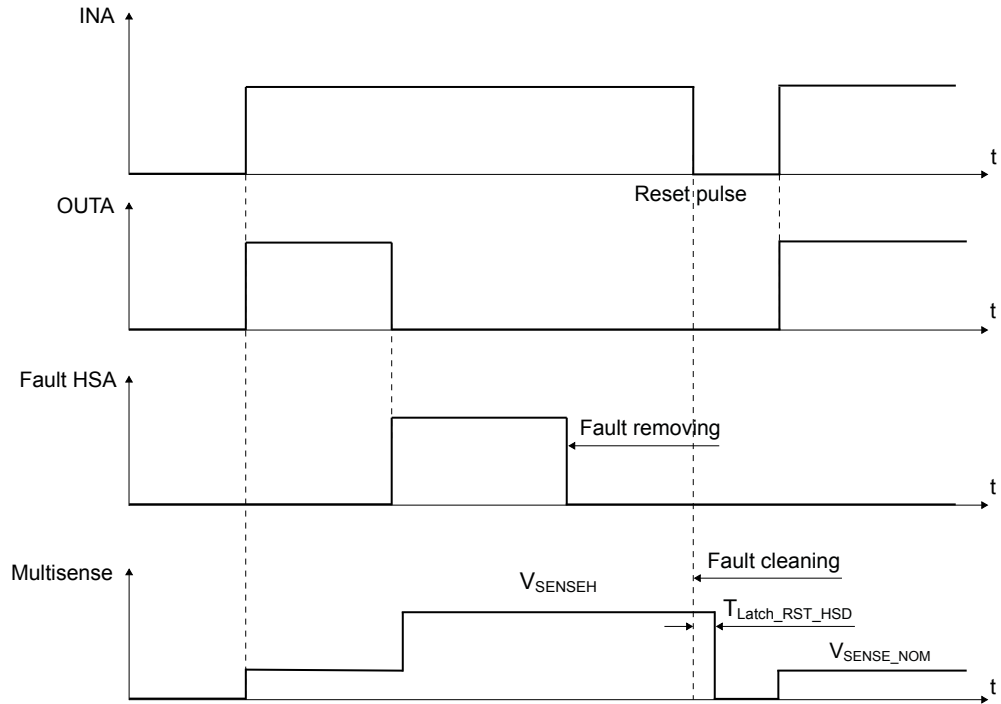 INA
t
Reset pulse
OUTA
t
Fault HSA
Fault removing
t
Multisense
Fault cleaning
VSENSEH
TLatch_RST_HSD
VSENSE_NOM
t